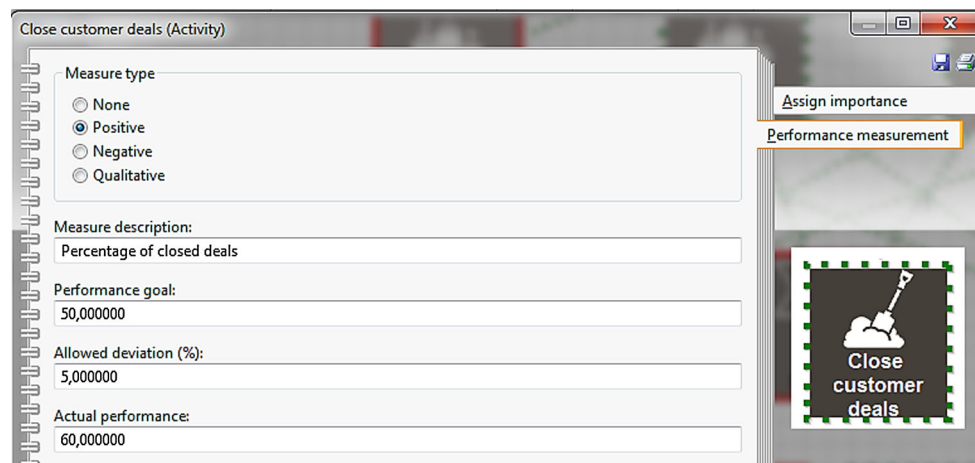 Close customer deals (Activity)
Measure type
None
Positive
Negative
Qualitative
Measure description:
Percentage of closed deals
Performance goal:
50,000000
Allowed deviation (%):
5,000000
Actual performance:
60,000000
Assign importance
Performance measurement
Close
customer
deals